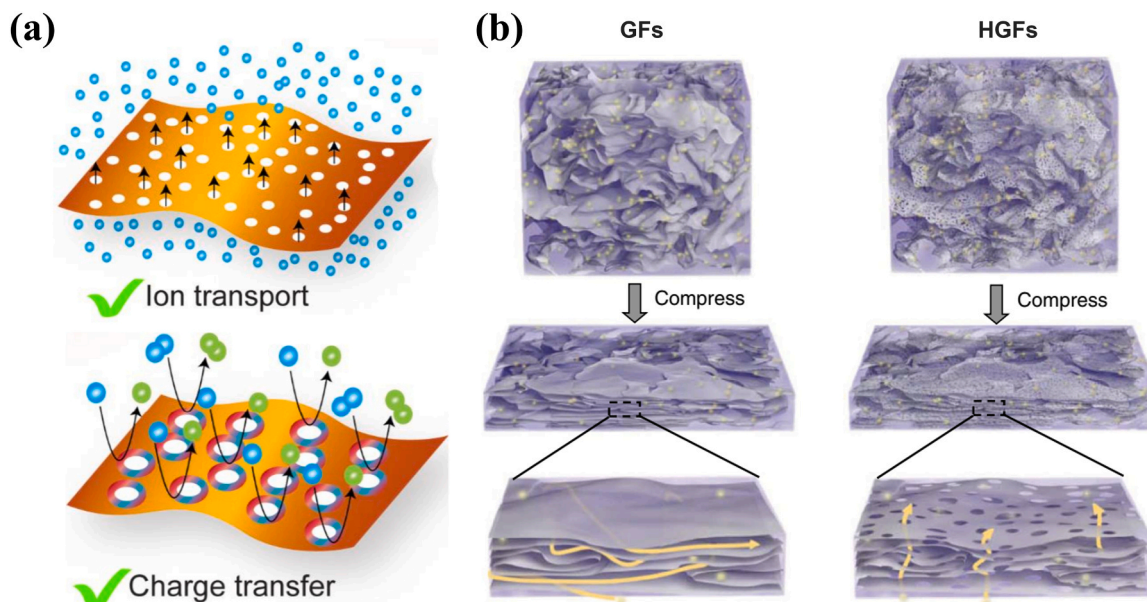 (a)
Ion transport
Charge transfer
(b)
GFs
HGFs
Compress
Compress